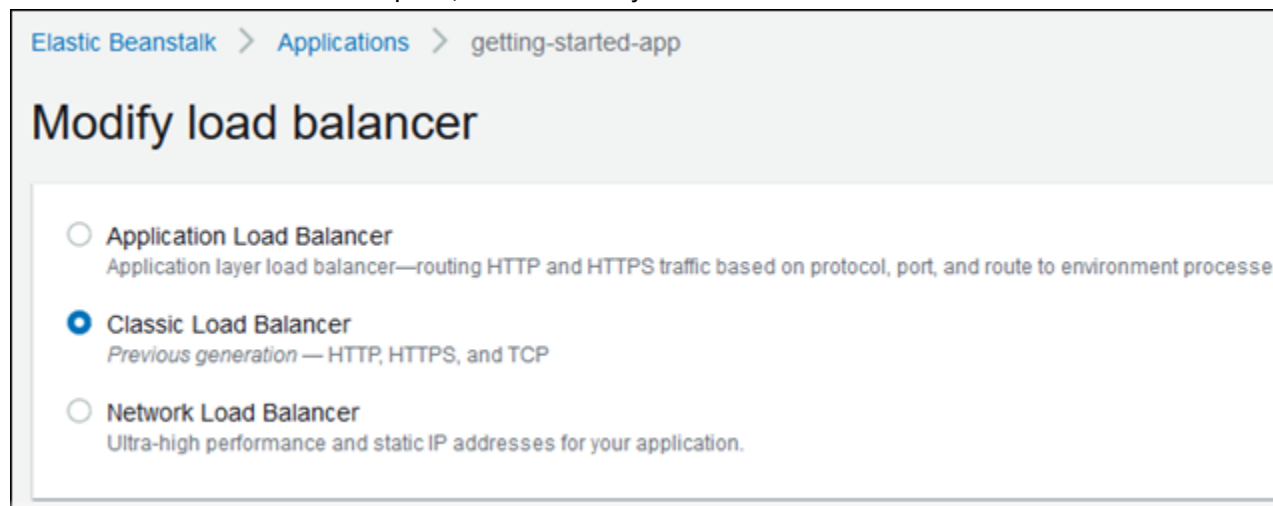 Elastic Beanstalk > Applications > getting-started-app
Modify load balancer
Application Load Balancer
Application layer load balancer—routing HTTP and HTTPS traffic based on protocol, port, and route to environment processe
Classic Load Balancer
Previous generation — HTTP, HTTPS, and TCP
Network Load Balancer
Ultra-high performance and static IP addresses for your application.